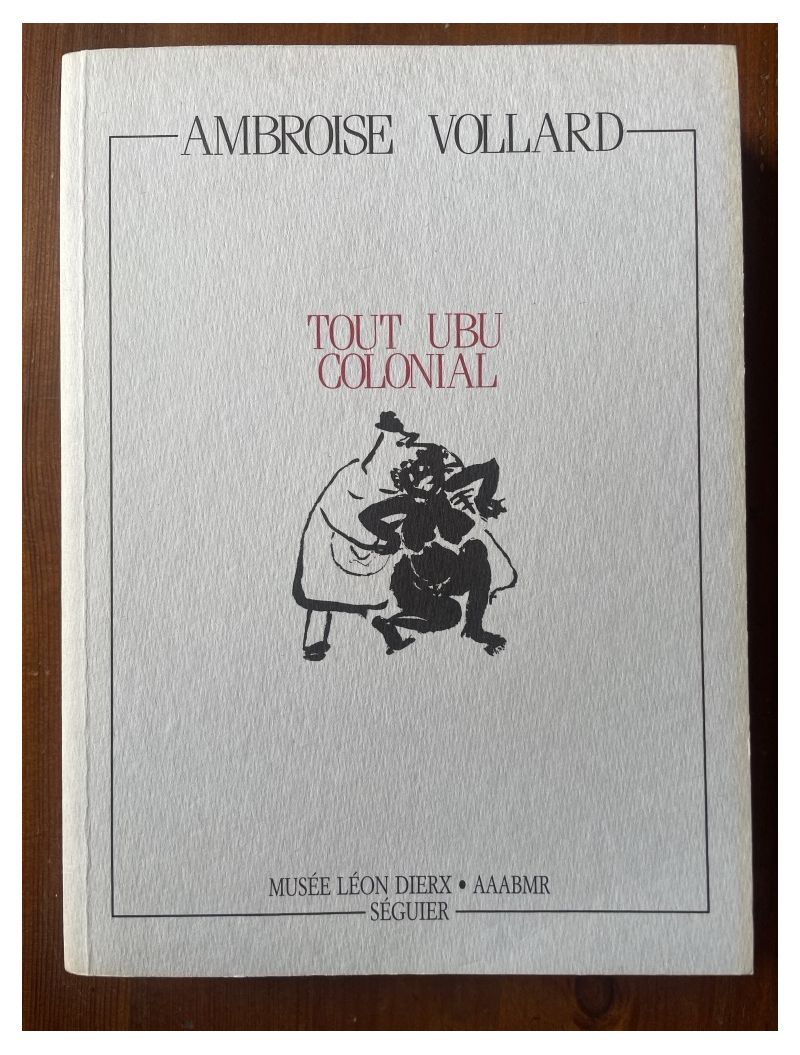 AMBROISE VOLLARD
TOUT UBU
COLONIAL
MUSÉE LÉON DIERX • AAABMR
SÉGUIER